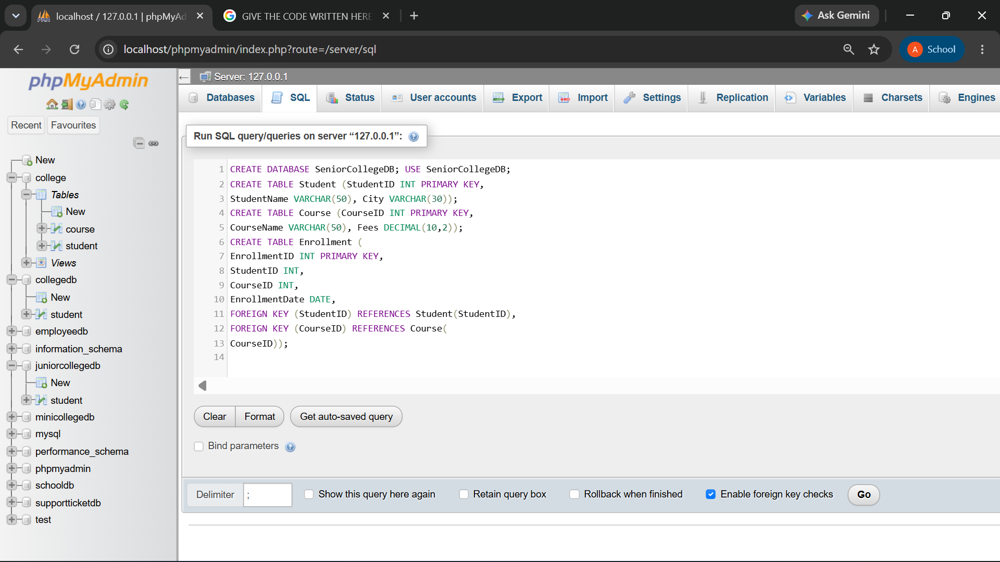 localhost / 127.0.0.1 | phpMyAd
GIVE THE CODE WRITTEN HERE
Ask Gemini
localhost/phpmyadmin/index.php?route=/server/sql
A School
phpMyAdmin
Recent Favourites
New
college
Tables
New
course
student
Views
collegedb
New
student
employeedb
information_schema
juniorcollegedb
New
student
minicollegedb
mysql
performance_schema
phpmyadmin
schooldb
supportticketdb
test
Server: 127.0.0.1
Databases SQL Status User accounts Export Import Settings Replication Variables Charsets Engines
Run SQL query/queries on server “127.0.0.1”:
1 CREATE DATABASE SeniorCollegeDB; USE SeniorCollegeDB;
2 CREATE TABLE Student (StudentID INT PRIMARY KEY,
3 StudentName VARCHAR(50), City VARCHAR(30));
4 CREATE TABLE Course (CourseID INT PRIMARY KEY,
5 CourseName VARCHAR(50), Fees DECIMAL(10,2));
6 CREATE TABLE Enrollment (
7 EnrollmentID INT PRIMARY KEY,
8 StudentID INT,
9 CourseID INT,
10 EnrollmentDate DATE,
11 FOREIGN KEY (StudentID) REFERENCES Student(StudentID),
12 FOREIGN KEY (CourseID) REFERENCES Course(
13 CourseID));
14
Clear Format Get auto-saved query
Bind parameters
Delimiter ; Show this query here again Retain query box Rollback when finished Enable foreign key checks Go